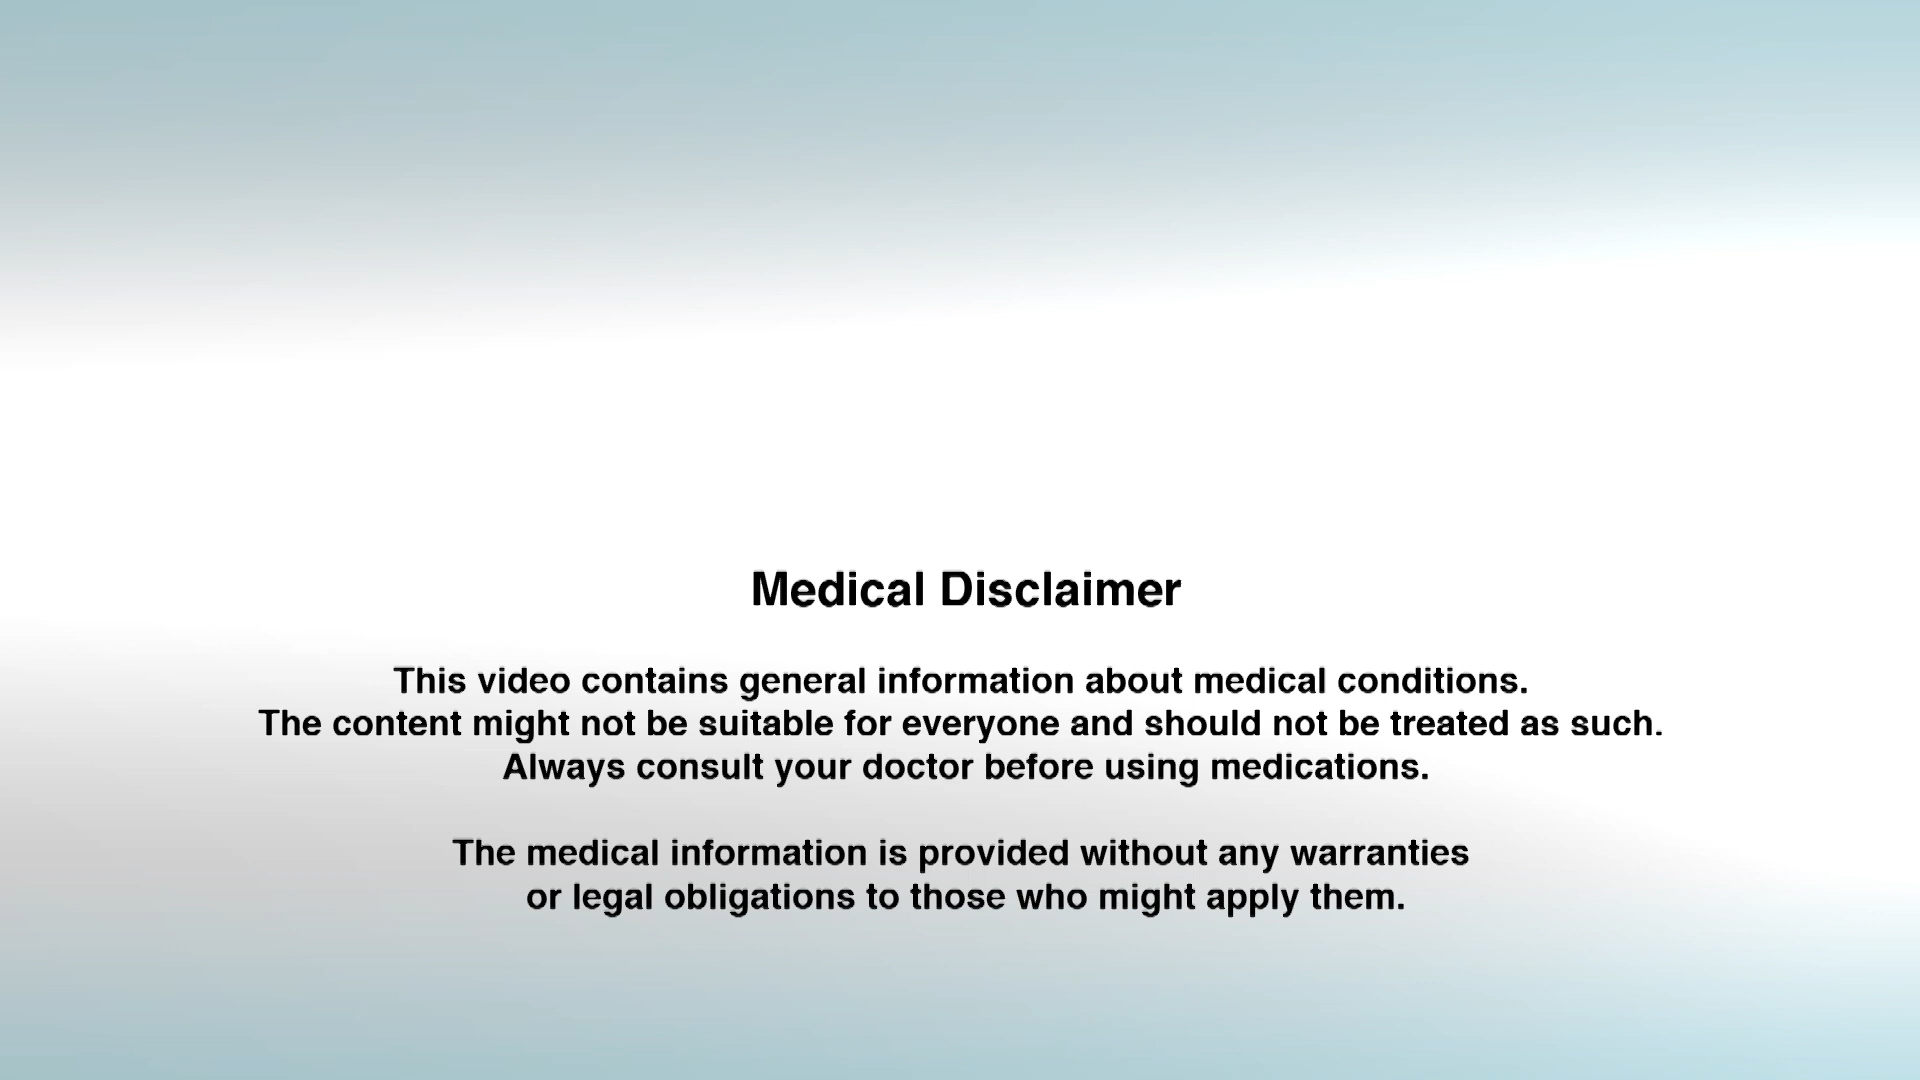 Medical Disclaimer
This video contains general information about medical conditions.
The content might not be suitable for everyone and should not be treated as such.
Always consult your doctor before using medications.
The medical information is provided without any warranties
or legal obligations to those who might apply them.